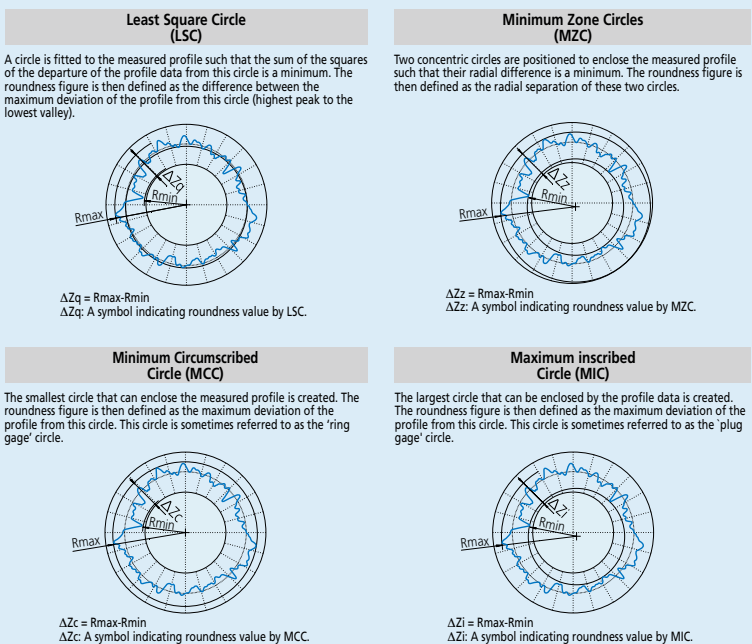 Least Square Circle
(LSC)
A circle is fitted to the measured profile such that the sum of the squares
of the departure of the profile data from this circle is a minimum. The
roundness figure is then defined as the difference between the
maximum deviation of the profile from this circle (highest peak to the
lowest valley).
ΔZq
Rmin
Rmax
ΔZq = Rmax-Rmin
ΔZq: A symbol indicating roundness value by LSC.
Minimum Zone Circles
(MZC)
Two concentric circles are positioned to enclose the measured profile
such that their radial difference is a minimum. The roundness figure is
then defined as the radial separation of these two circles.
ΔZz
Rmin
Rmax
ΔZz = Rmax-Rmin
ΔZz: A symbol indicating roundness value by MZC.
Minimum Circumscribed
Circle (MCC)
The smallest circle that can enclose the measured profile is created. The
roundness figure is then defined as the maximum deviation of the
profile from this circle. This circle is sometimes referred to as the ‘ring
gage’ circle.
ΔZc
Rmin
Rmax
ΔZc = Rmax-Rmin
ΔZc: A symbol indicating roundness value by MCC.
Maximum inscribed
Circle (MIC)
The largest circle that can be enclosed by the profile data is created.
The roundness figure is then defined as the maximum deviation of the
profile from this circle. This circle is sometimes referred to as the `plug
gage' circle.
ΔZi
Rmin
Rmax
ΔZi = Rmax-Rmin
ΔZi: A symbol indicating roundness value by MIC.